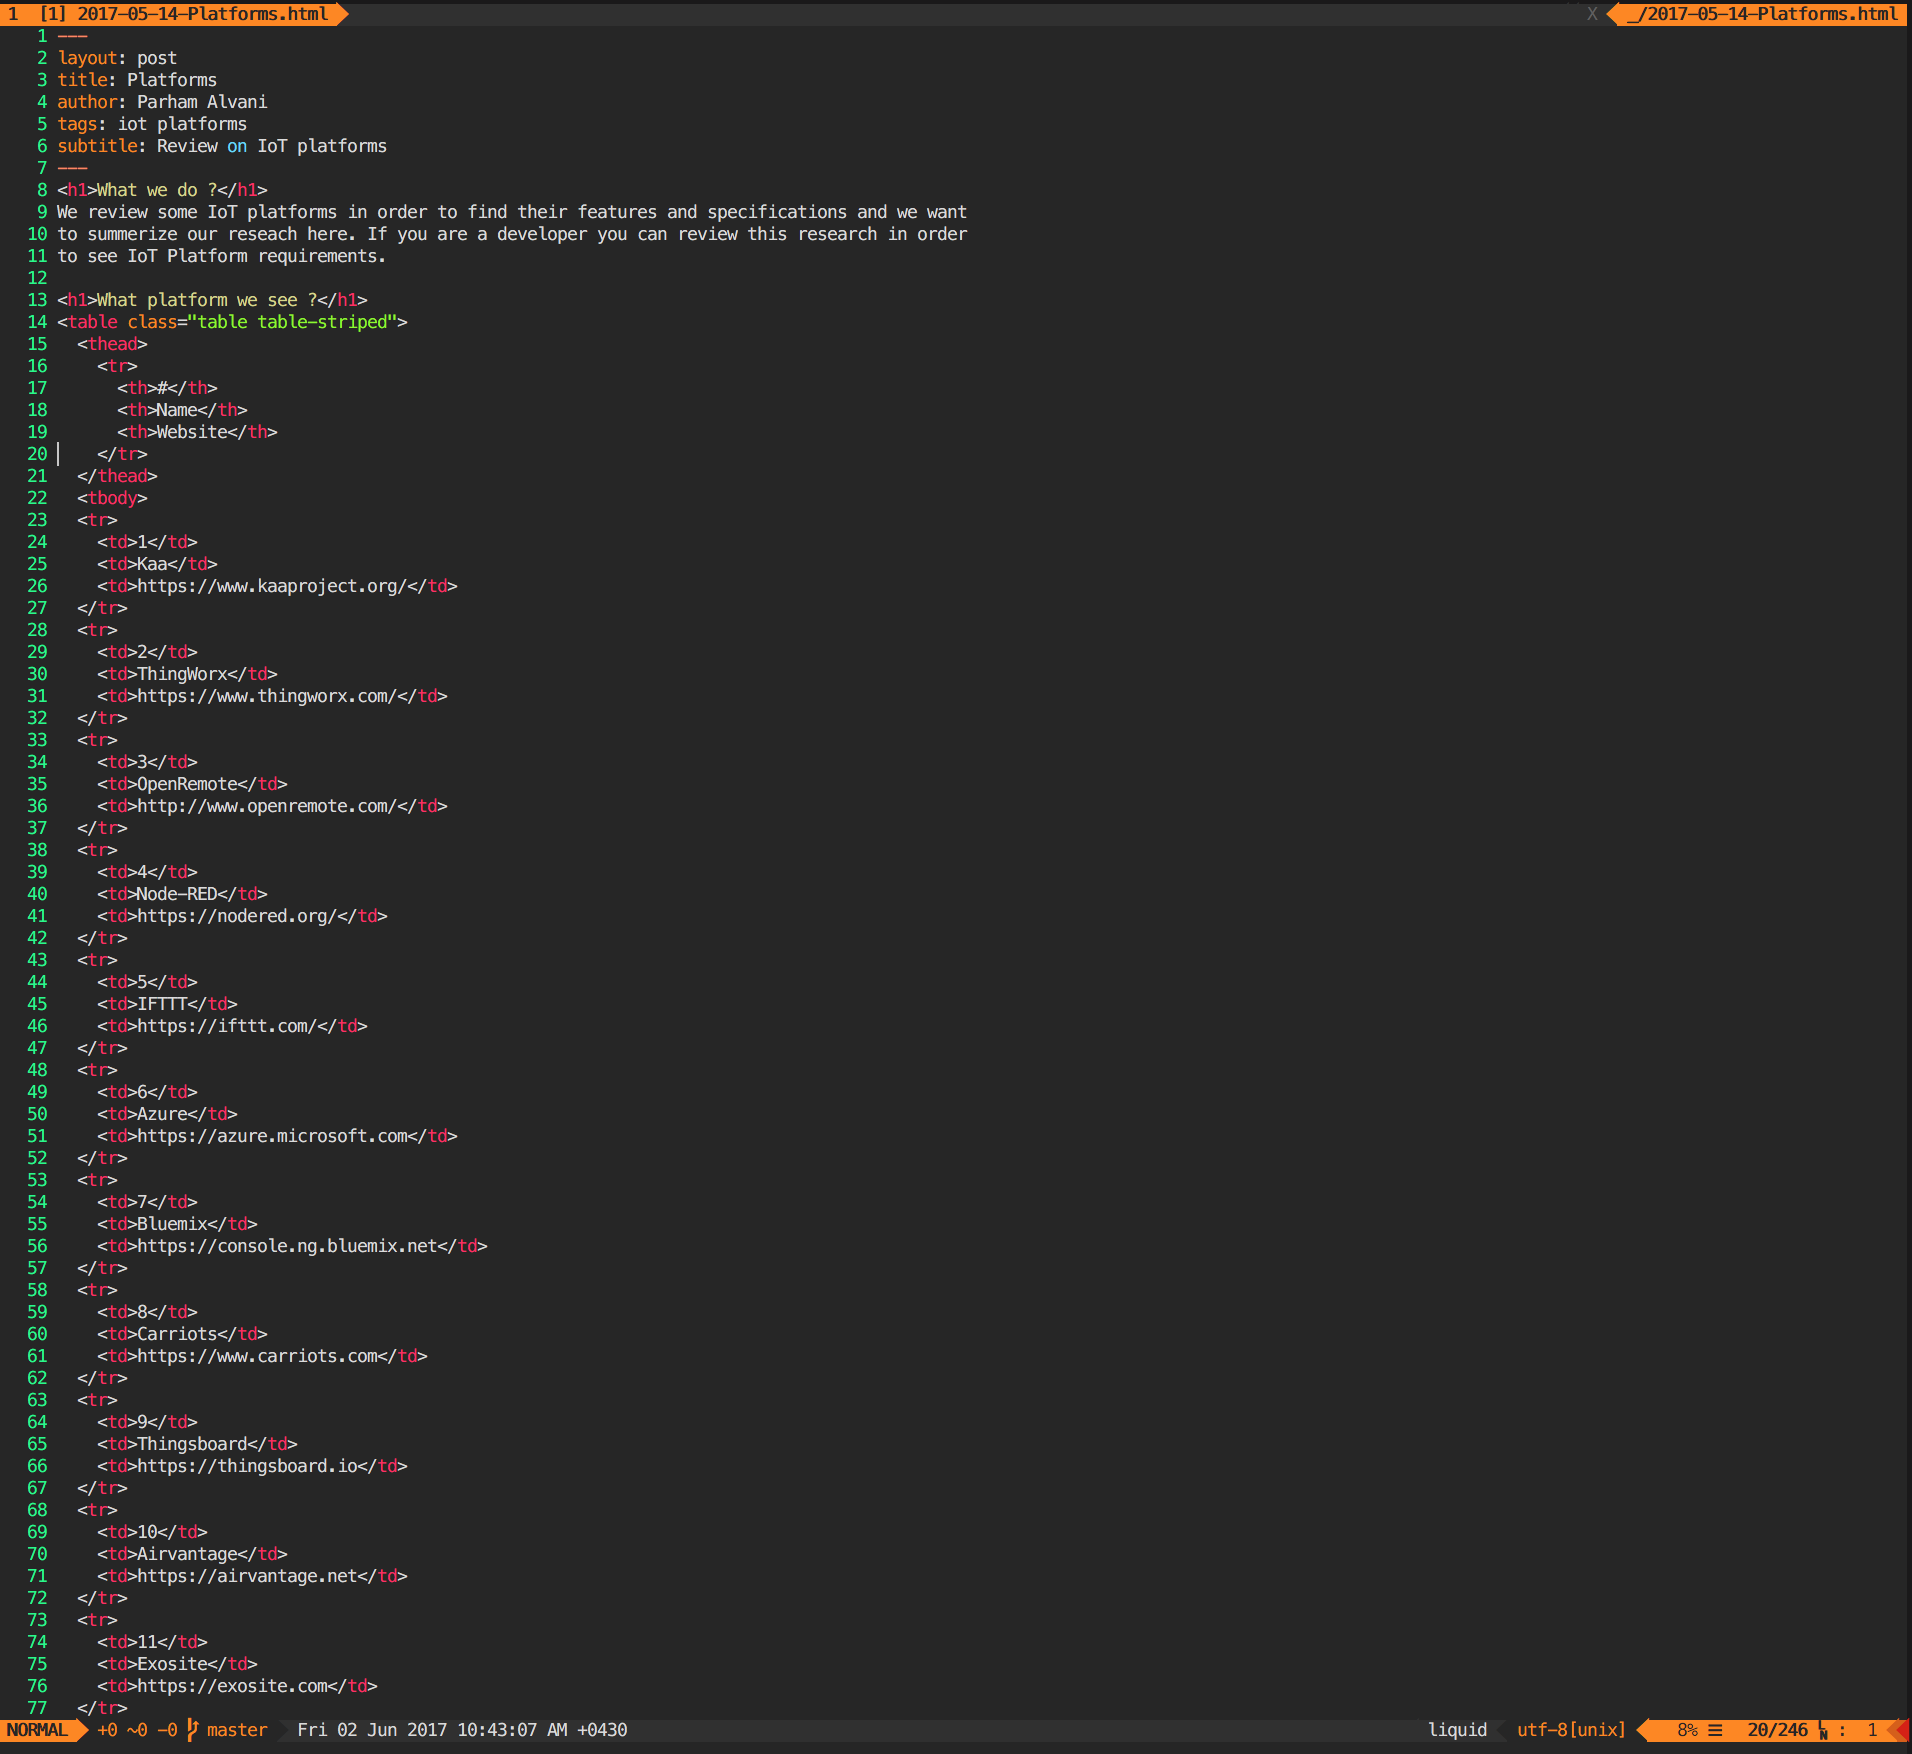 1 [1] 2017-05-14-Platforms.html X _/2017-05-14-Platforms.html
1 ---
2 layout: post
3 title: Platforms
4 author: Parham Alvani
5 tags: iot platforms
6 subtitle: Review on IoT platforms
7 ---
8 <h1>What we do ?</h1>
9 We review some IoT platforms in order to find their features and specifications and we want
10 to summerize our reseach here. If you are a developer you can review this research in order
11 to see IoT Platform requirements.
12
13 <h1>What platform we see ?</h1>
14 <table class="table table-striped">
15   <thead>
16     <tr>
17       <th>#</th>
18       <th>Name</th>
19       <th>Website</th>
20     </tr>
21   </thead>
22   <tbody>
23   <tr>
24     <td>1</td>
25     <td>Kaa</td>
26     <td>https://www.kaaproject.org/</td>
27   </tr>
28   <tr>
29     <td>2</td>
30     <td>ThingWorx</td>
31     <td>https://www.thingworx.com/</td>
32   </tr>
33   <tr>
34     <td>3</td>
35     <td>OpenRemote</td>
36     <td>http://www.openremote.com/</td>
37   </tr>
38   <tr>
39     <td>4</td>
40     <td>Node-RED</td>
41     <td>https://nodered.org/</td>
42   </tr>
43   <tr>
44     <td>5</td>
45     <td>IFTTT</td>
46     <td>https://ifttt.com/</td>
47   </tr>
48   <tr>
49     <td>6</td>
50     <td>Azure</td>
51     <td>https://azure.microsoft.com</td>
52   </tr>
53   <tr>
54     <td>7</td>
55     <td>Bluemix</td>
56     <td>https://console.ng.bluemix.net</td>
57   </tr>
58   <tr>
59     <td>8</td>
60     <td>Carriots</td>
61     <td>https://www.carriots.com</td>
62   </tr>
63   <tr>
64     <td>9</td>
65     <td>Thingsboard</td>
66     <td>https://thingsboard.io</td>
67   </tr>
68   <tr>
69     <td>10</td>
70     <td>Airvantage</td>
71     <td>https://airvantage.net</td>
72   </tr>
73   <tr>
74     <td>11</td>
75     <td>Exosite</td>
76     <td>https://exosite.com</td>
77   </tr>
NORMAL +0 ~0 -0 master Fri 02 Jun 2017 10:43:07 AM +0430 liquid utf-8[unix] 8% ☰ 20/246 LN : 1